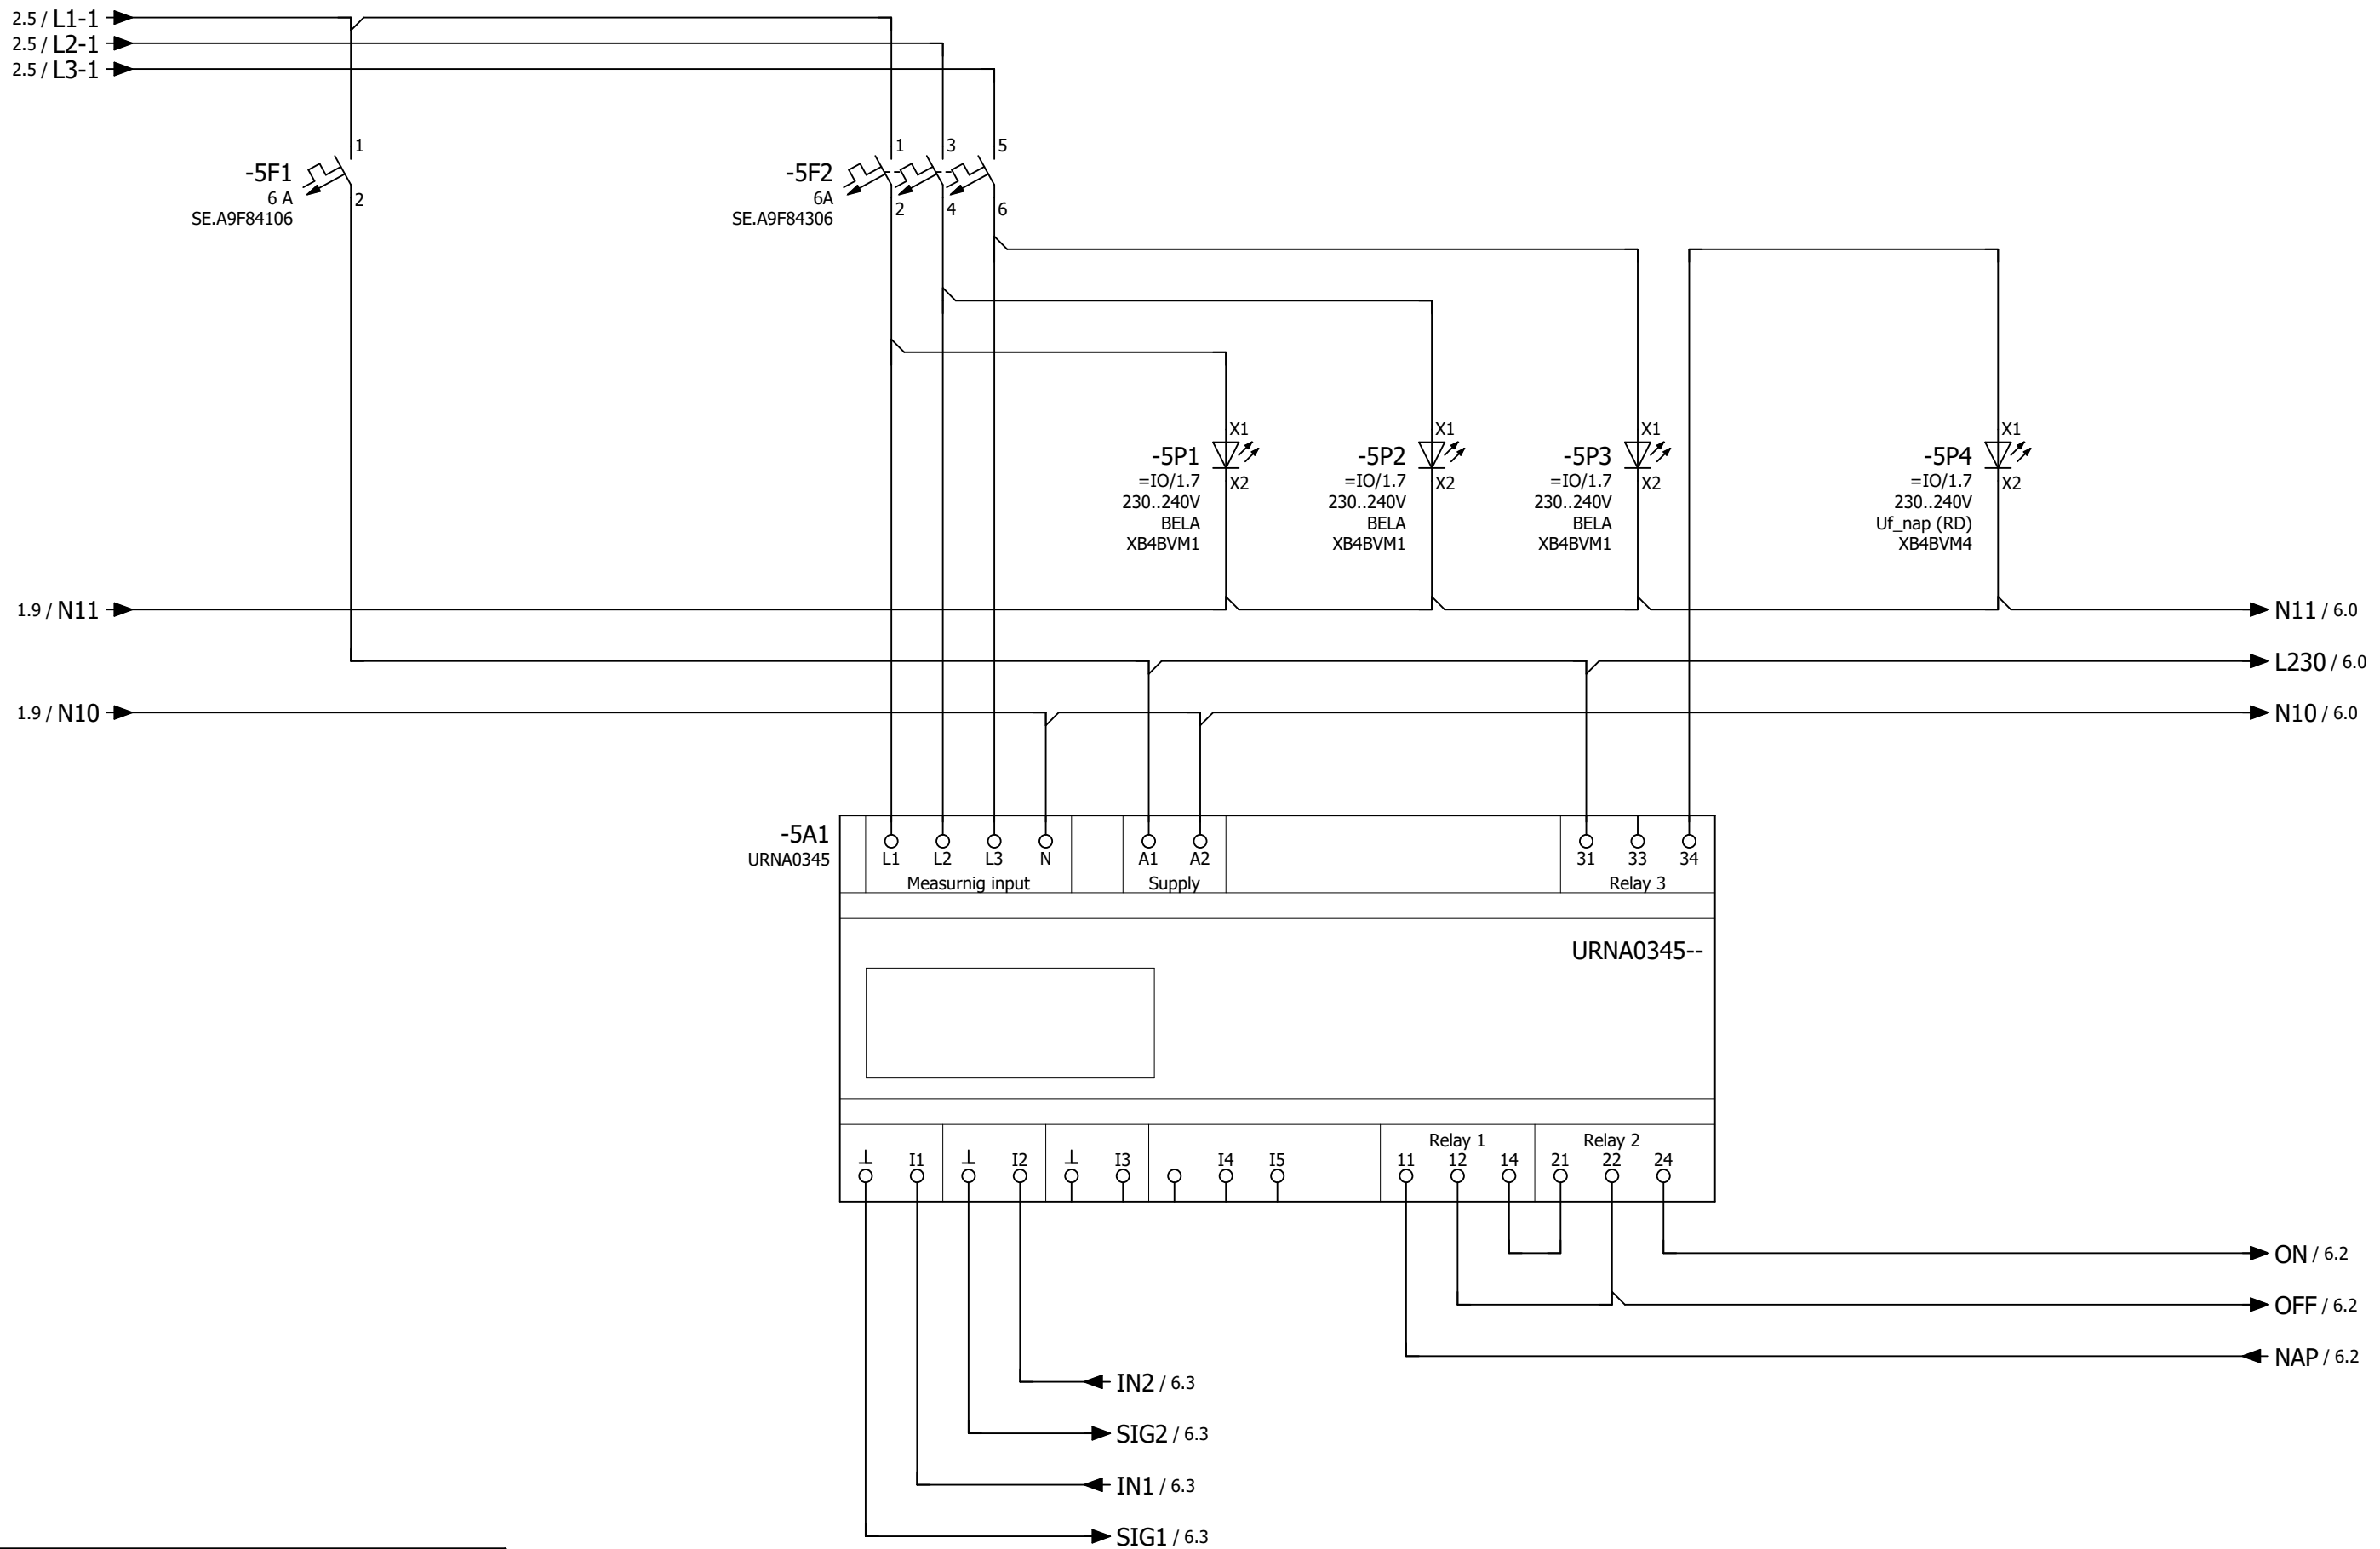 2.5 / L1-1
2.5 / L2-1
2.5 / L3-1
-5F1
6 A
SE.A9F84106
1
2
-5F2
6A
SE.A9F84306
1
3
5
2
4
6
-5P1
=IO/1.7
230..240V
BELA
XB4BVM1
X1
X2
-5P2
=IO/1.7
230..240V
BELA
XB4BVM1
X1
X2
-5P3
=IO/1.7
230..240V
BELA
XB4BVM1
X1
X2
-5P4
=IO/1.7
230..240V
Uf_nap (RD)
XB4BVM4
X1
X2
1.9 / N11
N11 / 6.0
L230 / 6.0
1.9 / N10
N10 / 6.0
-5A1
URNA0345
L1 L2 L3 N
Measurnig input
A1 A2
Supply
31 33 34
Relay 3
URNA0345--
I1 I2 I3 I4 I5
Relay 1
11 12 14
Relay 2
21 22 24
ON / 6.2
OFF / 6.2
NAP / 6.2
IN2 / 6.3
SIG2 / 6.3
IN1 / 6.3
SIG1 / 6.3